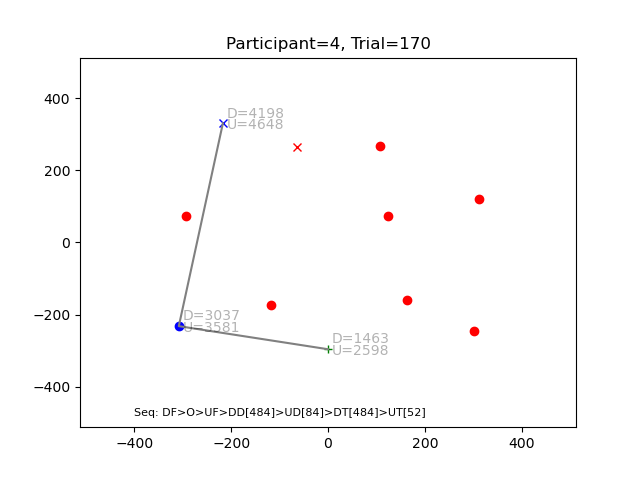 Participant=4, Trial=170
400
200
0
−200
−400
D=4198
U=4648
D=3037
U=3581
D=1463
U=2598
Seq: DF>O>UF>DD[484]>UD[84]>DT[484]>UT[52]
−400 −200 0 200 400